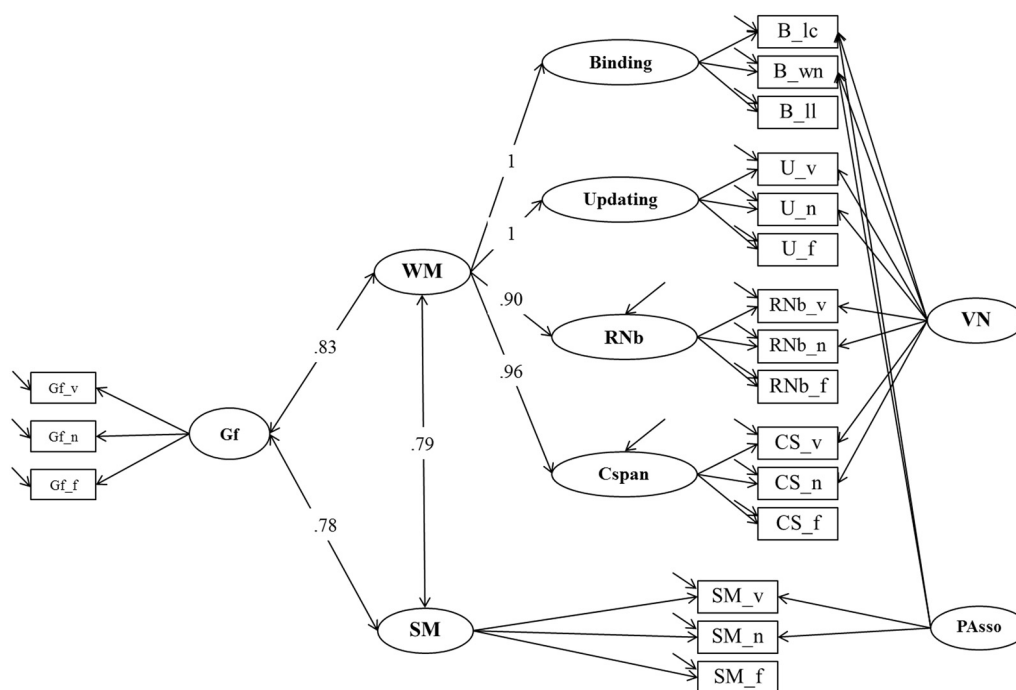 B_lc
Binding
B_wn
B_ll
1
U_v
Updating
U_n
1
U_f
WM
.90
RNb_v
VN
RNb
RNb_n
.83
.96
RNb_f
Gf_v
Gf
Gf_n
.79
CS_v
Cspan
CS_n
Gf_f
.78
CS_f
SM_v
SM
SM_n
PAsso
SM_f